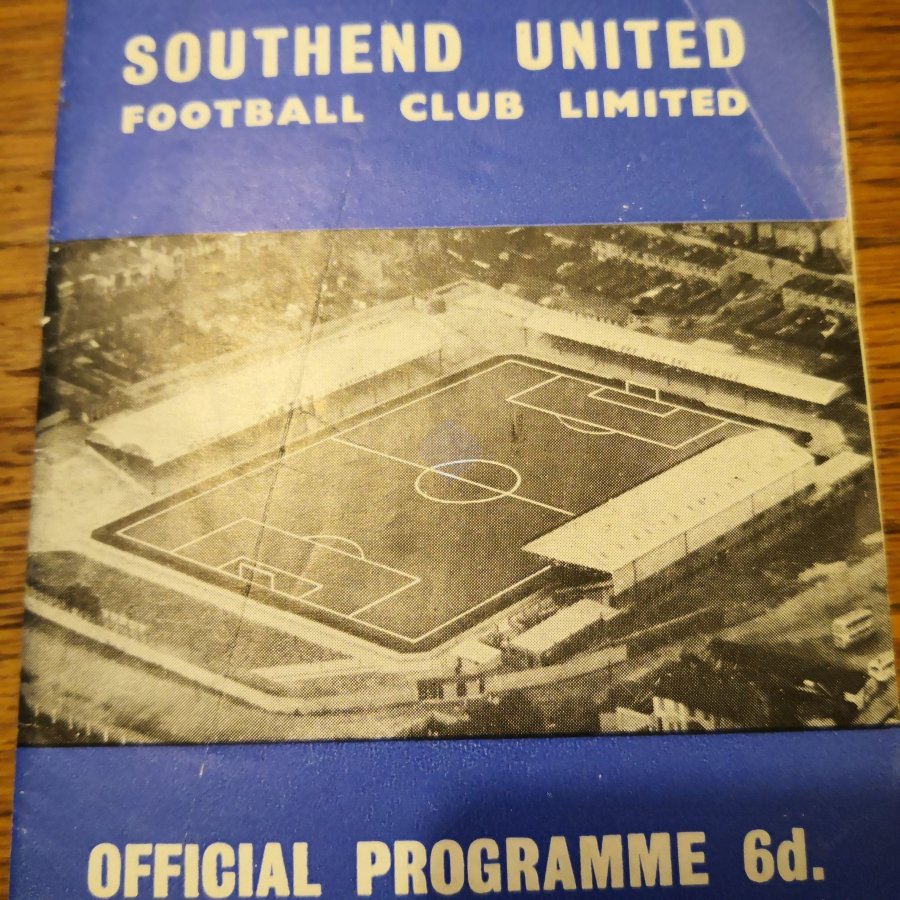 SOUTHEND UNITED
FOOTBALL CLUB LIMITED
OFFICIAL PROGRAMME 6d.